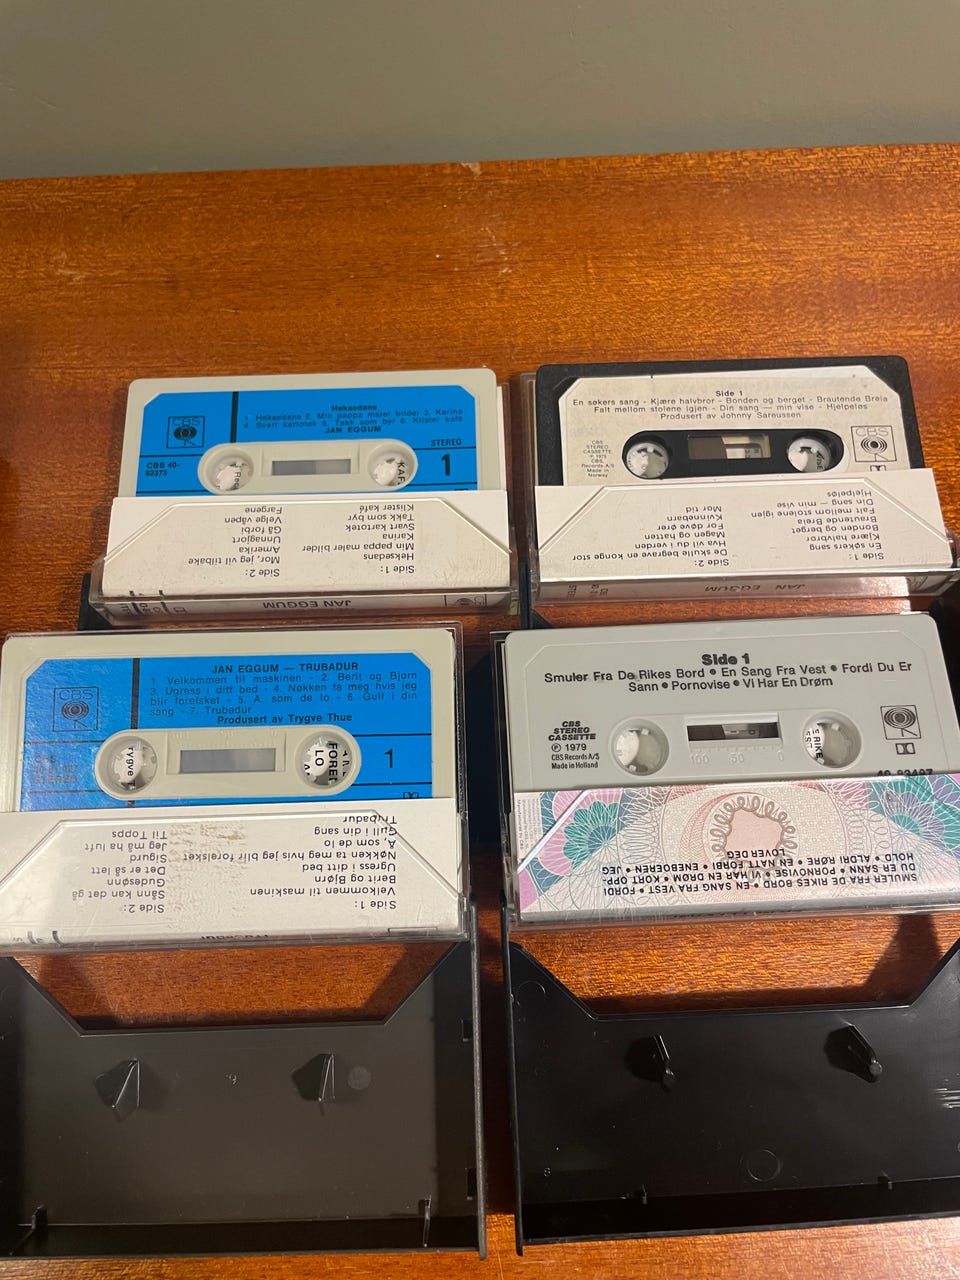 Heksedans
1. Heksedans 2. Min pappa maler bilder 3. Karina
4. Svart kartotek 5. Takk som byr 6. Klister kafé
JAN EGGUM
CBS
STEREO
CBS 40-
82373
1
Side 1:
Heksedans
Min pappa maler bilder
Karina
Svart kartotek
Takk som byr
Klister kafé
Side 2:
Mor, jeg vil tilbake
Amerika
Unnagjort
Gå forbi
Velge våpen
Fargene
JAN EGGUM
Side 1
En søkers sang - Kjære halvbror - Bonden og berget - Brautende Breia
Falt mellom stolene igjen - Din sang — min vise - Hjelpeløs
Produsert av Johnny Sareussen
CBS
STEREO
CASSETTE
℗ 1975
CBS
Records A/S
Made in
Norway
CBS
Side 1:
En søkers sang
Kjære halvbror
Bonden og berget
Brautende Breia
Falt mellom stolene igjen
Din sang — min vise
Hjelpeløs
Side 2:
De skulle begrave den tonge konge stor
Hva vil du verden
Magen og hatten
For døve ører
Kvinnebarn
Mor tid
JAN EGGUM
JAN EGGUM — TRUBADUR
1. Velkommen til maskinen - 2. Berit og Bjørn
3. Ugress i ditt bed - 4. Nøkken ta meg hvis jeg
blir forelsket - 5. Å, som de lo - 6. Gull i din
sang - 7. Trubadur
Produsert av Trygve Thue
CBS
CBS
STEREO
1
Side 1:
Velkommen til maskinen
Berit og Bjørn
Ugress i ditt bed
Nøkken ta meg hvis jeg blir forelsket
Å, som de lo
Gull i din sang
Trubadur
Side 2:
Sånn kan det gå
Gudesønn
Det er så lett
Sigurd
Jeg må ha luft
Til Topps
Side 1
Smuler Fra De Rikes Bord • En Sang Fra Vest • Fordi Du Er
Sann • Pornovise • Vi Har En Drøm
CBS
STEREO
CASSETTE
℗ 1979
CBS Records A/S
Made in Holland
100 50 0
SMULER FRA DE RIKES BORD • EN SANG FRA VEST • FORDI
DU ER SANN • PORNOVISE • VI HAR EN DRØM • KORT OPP-
HOLD • ALDRI RØRE • EN NATT FORBI • ENEBOEREN • JEG
LOVER DEG